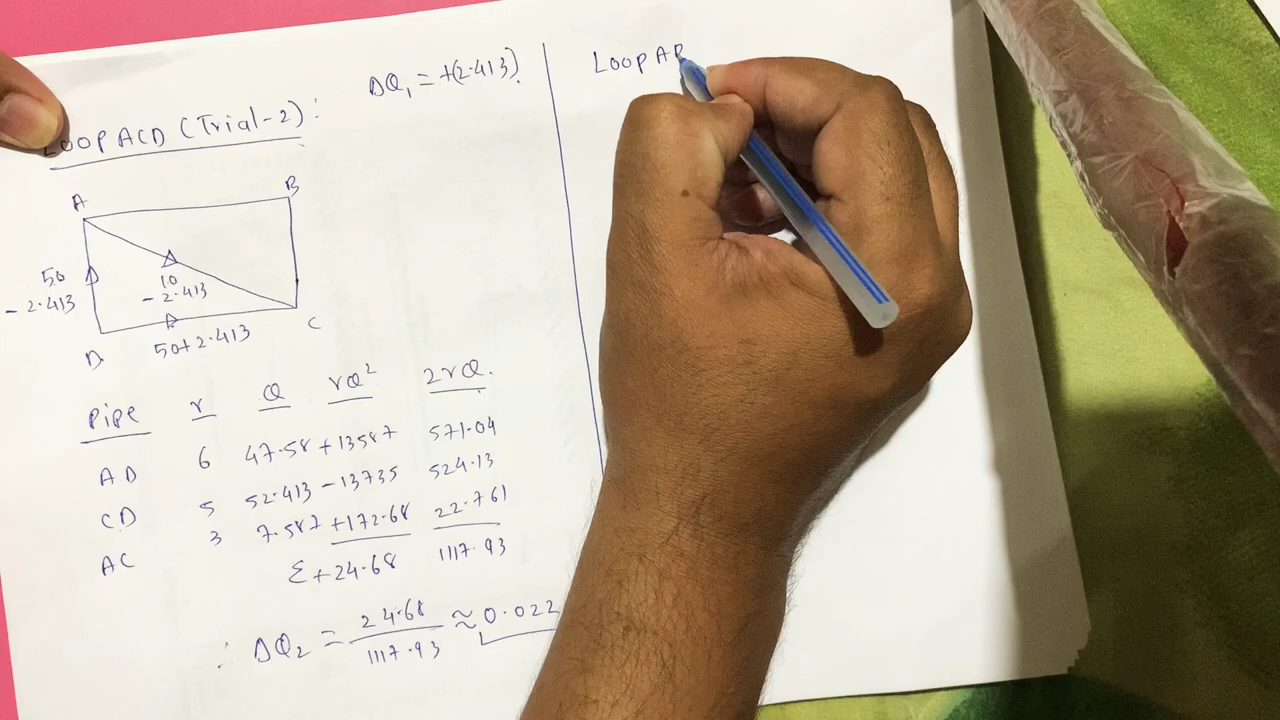 ΔQ₁ = +(2.413).
LOOP ACD (Trial-2):
A
B
50
- 2.413
10
- 2.413
D
50+2.413
C
Pipe r Q rQ² 2rQ.
AD 6 47.58 +13587 571.04
CD 5 52.413 -13735 524.13
AC 3 7.587 +172.68 22.761
Σ+24.68 1117.93
∴ ΔQ₂ = 24.68 / 1117.93 ≈ 0.022
Loop AB